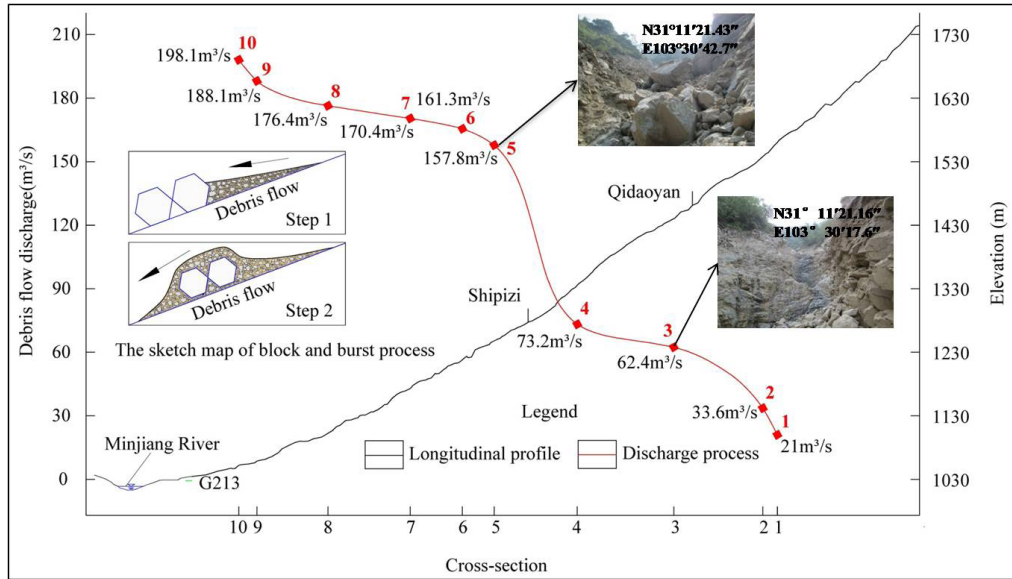 Debris flow discharge(m³/s)
210
180
150
120
90
60
30
0
10
198.1m³/s
9
188.1m³/s
8
176.4m³/s
7
170.4m³/s
161.3m³/s
6
5
157.8m³/s
4
73.2m³/s
3
62.4m³/s
2
33.6m³/s
1
21m³/s
N31°11′21.43″
E103°30′42.7″
N31° 11′21.16″
E103° 30′17.6″
Debris flow
Step 1
Debris flow
Step 2
The sketch map of block and burst process
Qidaoyan
Shipizi
Legend
Longitudinal profile
Discharge process
Minjiang River
G213
1730
1630
1530
1430
1330
1230
1130
1030
Elevation (m)
10 9 8 7 6 5 4 3 2 1
Cross-section